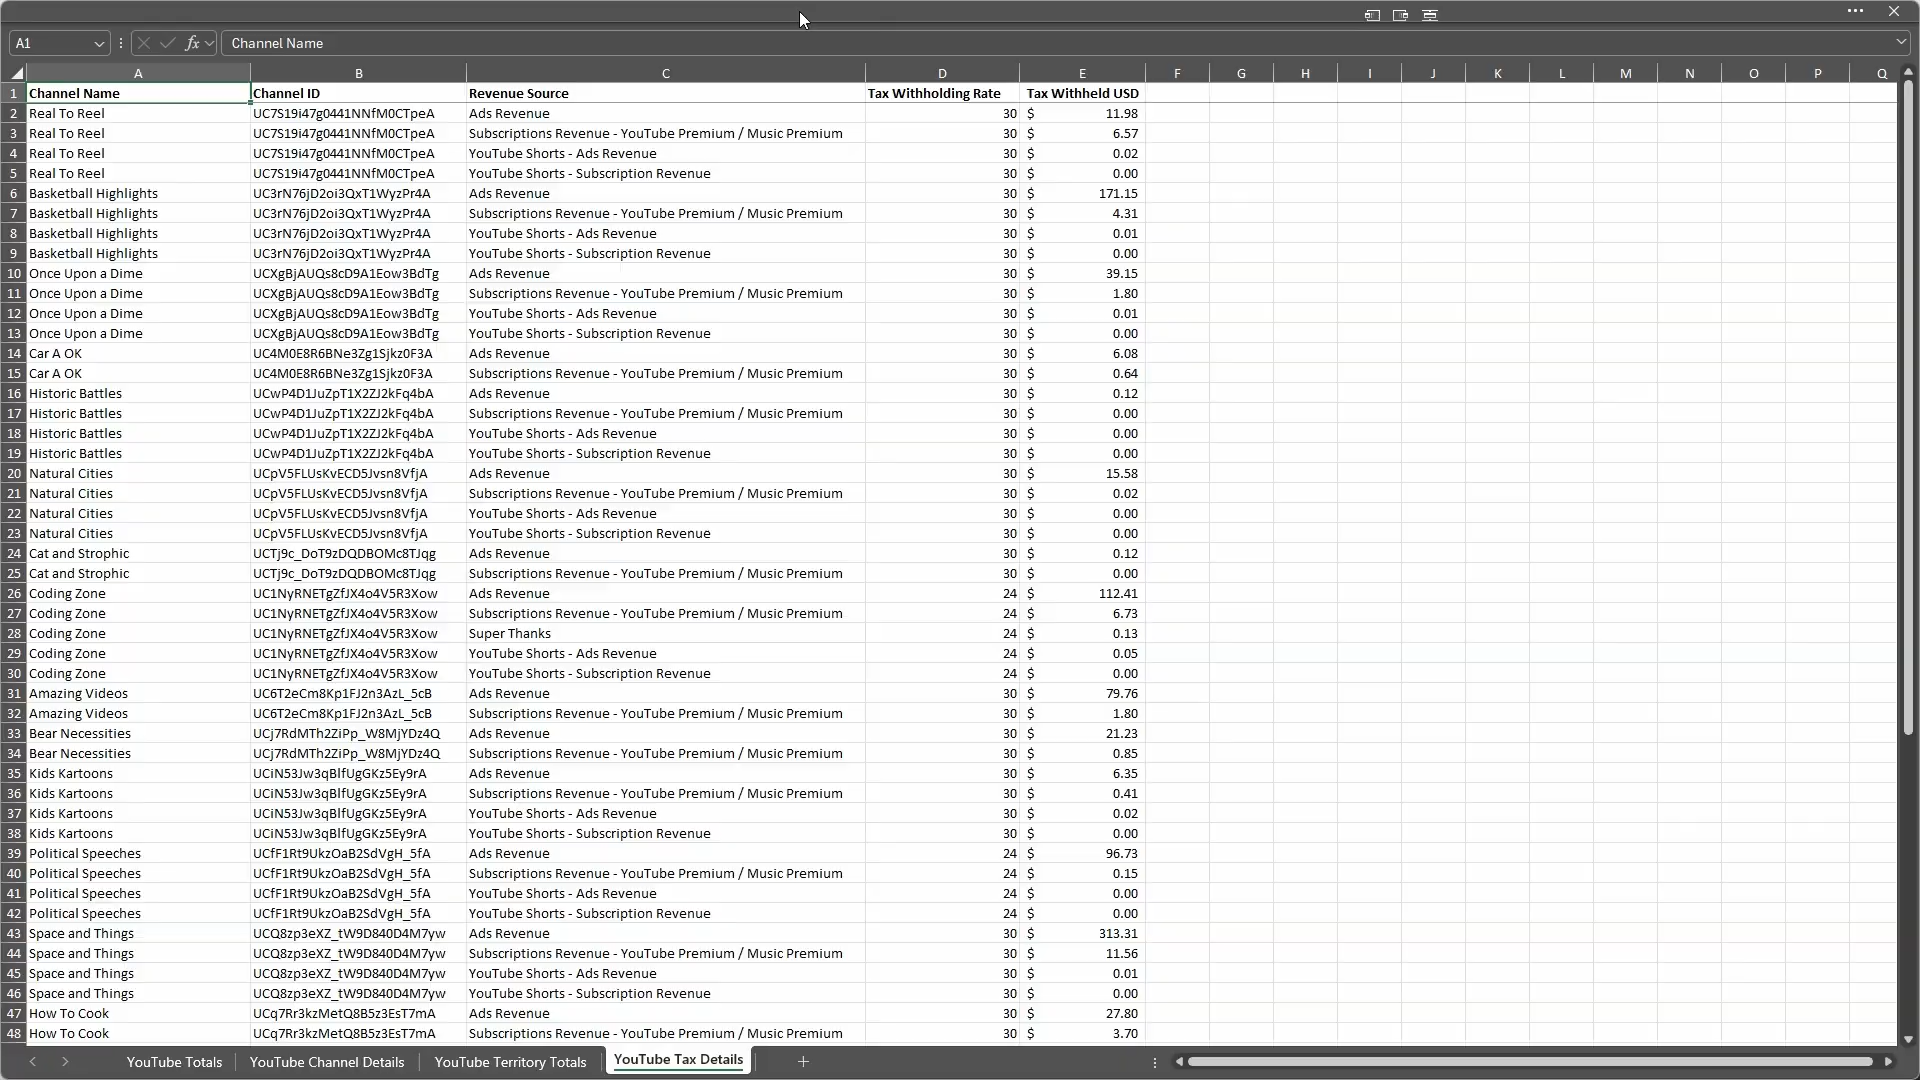 A1 fx Channel Name
A B C D E F G H I J K L M N O P Q
1 Channel Name Channel ID Revenue Source Tax Withholding Rate Tax Withheld USD
2 Real To Reel UC7S19i47g0441NNfM0CTpeA Ads Revenue 30 $ 11.98
3 Real To Reel UC7S19i47g0441NNfM0CTpeA Subscriptions Revenue - YouTube Premium / Music Premium 30 $ 6.57
4 Real To Reel UC7S19i47g0441NNfM0CTpeA YouTube Shorts - Ads Revenue 30 $ 0.02
5 Real To Reel UC7S19i47g0441NNfM0CTpeA YouTube Shorts - Subscription Revenue 30 $ 0.00
6 Basketball Highlights UC3rN76jD2oi3QxT1WyzPr4A Ads Revenue 30 $ 171.15
7 Basketball Highlights UC3rN76jD2oi3QxT1WyzPr4A Subscriptions Revenue - YouTube Premium / Music Premium 30 $ 4.31
8 Basketball Highlights UC3rN76jD2oi3QxT1WyzPr4A YouTube Shorts - Ads Revenue 30 $ 0.01
9 Basketball Highlights UC3rN76jD2oi3QxT1WyzPr4A YouTube Shorts - Subscription Revenue 30 $ 0.00
10 Once Upon a Dime UCXgBjAUQs8cD9A1Eow3BdTg Ads Revenue 30 $ 39.15
11 Once Upon a Dime UCXgBjAUQs8cD9A1Eow3BdTg Subscriptions Revenue - YouTube Premium / Music Premium 30 $ 1.80
12 Once Upon a Dime UCXgBjAUQs8cD9A1Eow3BdTg YouTube Shorts - Ads Revenue 30 $ 0.01
13 Once Upon a Dime UCXgBjAUQs8cD9A1Eow3BdTg YouTube Shorts - Subscription Revenue 30 $ 0.00
14 Car A OK UC4M0E8R6BNe3Zg1Sjkz0F3A Ads Revenue 30 $ 6.08
15 Car A OK UC4M0E8R6BNe3Zg1Sjkz0F3A Subscriptions Revenue - YouTube Premium / Music Premium 30 $ 0.64
16 Historic Battles UCwP4D1JuZpT1X2ZJ2kFq4bA Ads Revenue 30 $ 0.12
17 Historic Battles UCwP4D1JuZpT1X2ZJ2kFq4bA Subscriptions Revenue - YouTube Premium / Music Premium 30 $ 0.00
18 Historic Battles UCwP4D1JuZpT1X2ZJ2kFq4bA YouTube Shorts - Ads Revenue 30 $ 0.00
19 Historic Battles UCwP4D1JuZpT1X2ZJ2kFq4bA YouTube Shorts - Subscription Revenue 30 $ 0.00
20 Natural Cities UCpV5FLUsKvECD5Jvsn8VfjA Ads Revenue 30 $ 15.58
21 Natural Cities UCpV5FLUsKvECD5Jvsn8VfjA Subscriptions Revenue - YouTube Premium / Music Premium 30 $ 0.02
22 Natural Cities UCpV5FLUsKvECD5Jvsn8VfjA YouTube Shorts - Ads Revenue 30 $ 0.00
23 Natural Cities UCpV5FLUsKvECD5Jvsn8VfjA YouTube Shorts - Subscription Revenue 30 $ 0.00
24 Cat and Strophic UCTj9c_DoT9zDQDBOMc8TJqg Ads Revenue 30 $ 0.12
25 Cat and Strophic UCTj9c_DoT9zDQDBOMc8TJqg Subscriptions Revenue - YouTube Premium / Music Premium 30 $ 0.00
26 Coding Zone UC1NyRNETgZfJX4o4V5R3Xow Ads Revenue 24 $ 112.41
27 Coding Zone UC1NyRNETgZfJX4o4V5R3Xow Subscriptions Revenue - YouTube Premium / Music Premium 24 $ 6.73
28 Coding Zone UC1NyRNETgZfJX4o4V5R3Xow Super Thanks 24 $ 0.13
29 Coding Zone UC1NyRNETgZfJX4o4V5R3Xow YouTube Shorts - Ads Revenue 24 $ 0.05
30 Coding Zone UC1NyRNETgZfJX4o4V5R3Xow YouTube Shorts - Subscription Revenue 24 $ 0.00
31 Amazing Videos UC6T2eCm8Kp1FJ2n3AzL_5cB Ads Revenue 30 $ 79.76
32 Amazing Videos UC6T2eCm8Kp1FJ2n3AzL_5cB Subscriptions Revenue - YouTube Premium / Music Premium 30 $ 1.80
33 Bear Necessities UCj7RdMTh2ZiPp_W8MjYDz4Q Ads Revenue 30 $ 21.23
34 Bear Necessities UCj7RdMTh2ZiPp_W8MjYDz4Q Subscriptions Revenue - YouTube Premium / Music Premium 30 $ 0.85
35 Kids Kartoons UCiN53Jw3qBlfUgGKz5Ey9rA Ads Revenue 30 $ 6.35
36 Kids Kartoons UCiN53Jw3qBlfUgGKz5Ey9rA Subscriptions Revenue - YouTube Premium / Music Premium 30 $ 0.41
37 Kids Kartoons UCiN53Jw3qBlfUgGKz5Ey9rA YouTube Shorts - Ads Revenue 30 $ 0.02
38 Kids Kartoons UCiN53Jw3qBlfUgGKz5Ey9rA YouTube Shorts - Subscription Revenue 30 $ 0.00
39 Political Speeches UCfF1Rt9UkzOaB2SdVgH_5fA Ads Revenue 24 $ 96.73
40 Political Speeches UCfF1Rt9UkzOaB2SdVgH_5fA Subscriptions Revenue - YouTube Premium / Music Premium 24 $ 0.15
41 Political Speeches UCfF1Rt9UkzOaB2SdVgH_5fA YouTube Shorts - Ads Revenue 24 $ 0.00
42 Political Speeches UCfF1Rt9UkzOaB2SdVgH_5fA YouTube Shorts - Subscription Revenue 24 $ 0.00
43 Space and Things UCQ8zp3eXZ_tW9D840D4M7yw Ads Revenue 30 $ 313.31
44 Space and Things UCQ8zp3eXZ_tW9D840D4M7yw Subscriptions Revenue - YouTube Premium / Music Premium 30 $ 11.56
45 Space and Things UCQ8zp3eXZ_tW9D840D4M7yw YouTube Shorts - Ads Revenue 30 $ 0.01
46 Space and Things UCQ8zp3eXZ_tW9D840D4M7yw YouTube Shorts - Subscription Revenue 30 $ 0.00
47 How To Cook UCq7Rr3kzMetQ8B5z3EsT7mA Ads Revenue 30 $ 27.80
48 How To Cook UCq7Rr3kzMetQ8B5z3EsT7mA Subscriptions Revenue - YouTube Premium / Music Premium 30 $ 3.70
YouTube Totals YouTube Channel Details YouTube Territory Totals YouTube Tax Details